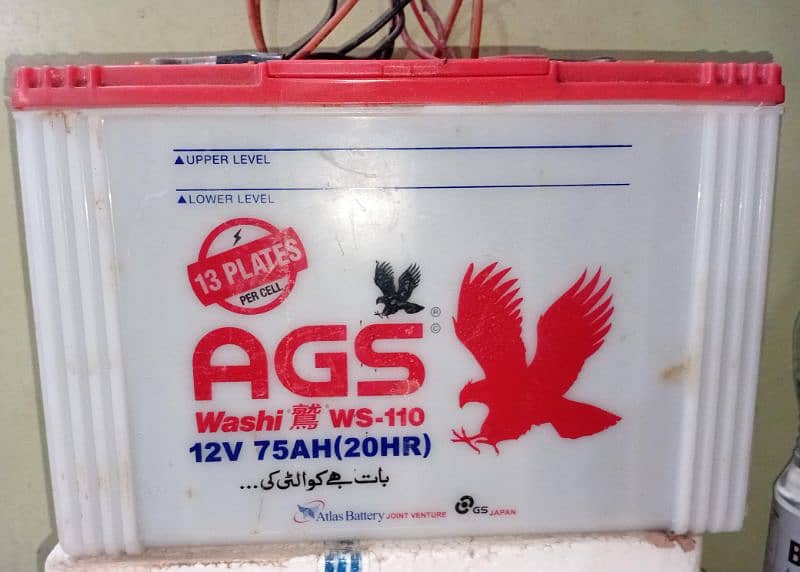 ▲UPPER LEVEL
▲LOWER LEVEL
13 PLATES
PER CELL
AGS
®
©
Washi 鷲 WS-110
12V 75AH(20HR)
بات ہے کوالٹی کی...
Atlas Battery JOINT VENTURE GS JAPAN
B